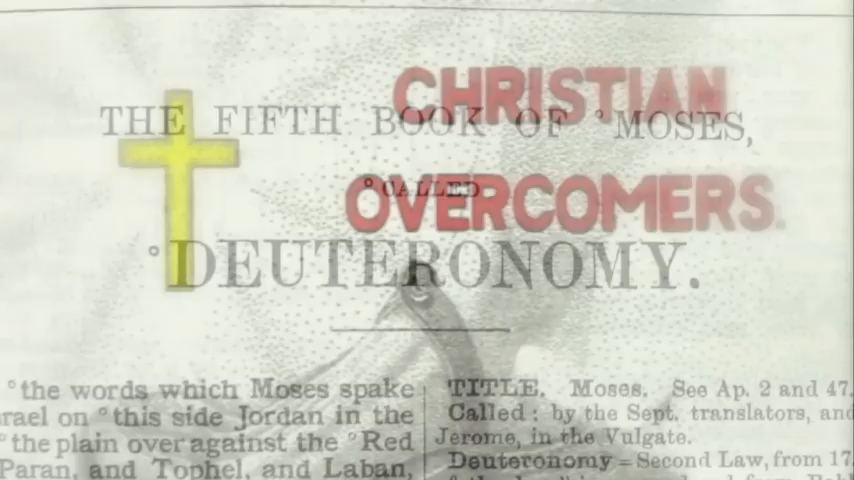 CHRISTIAN
THE FIFTH BOOK OF °MOSES,
°CALLED
OVERCOMERS.
°DEUTERONOMY.
°the words which Moses spake
rael on °this side Jordan in the
°the plain over against the °Red
Paran, and Tophel, and Laban,
TITLE. Moses. See Ap. 2 and 47.
Called: by the Sept. translators, and
Jerome, in the Vulgate.
Deuteronomy = Second Law, from 17